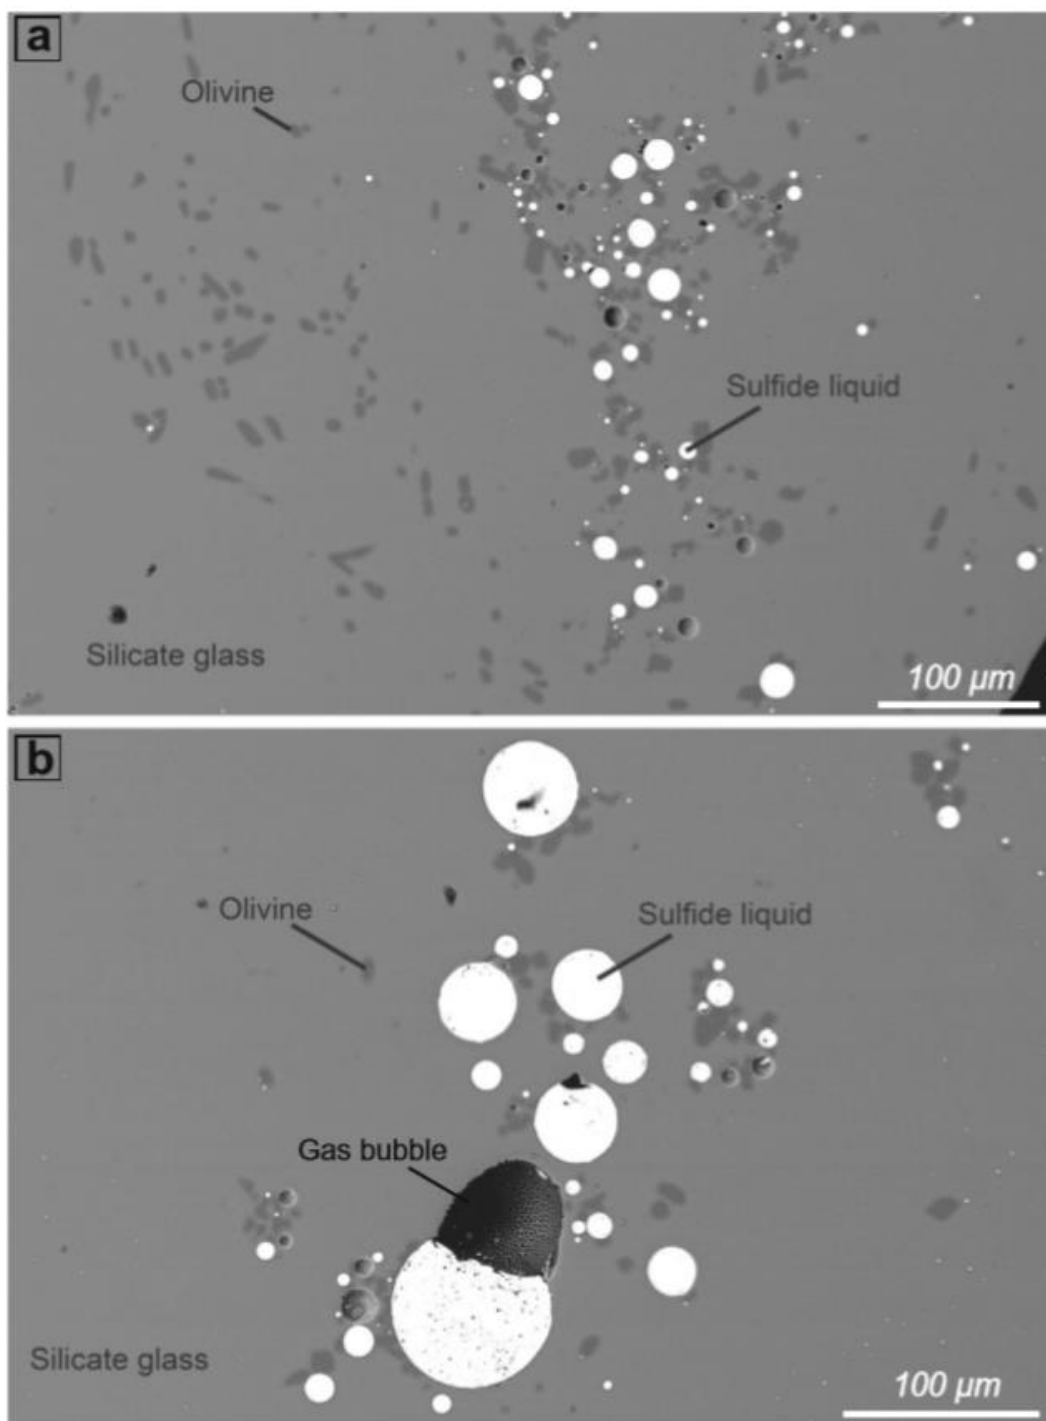 a
Olivine
Sulfide liquid
Silicate glass
100 µm
b
Olivine
Sulfide liquid
Gas bubble
Silicate glass
100 µm